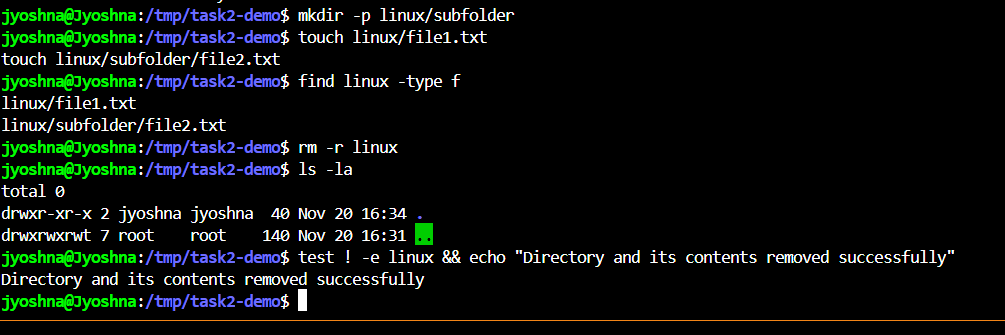 jyoshna@Jyoshna:/tmp/task2-demo$ mkdir -p linux/subfolder
jyoshna@Jyoshna:/tmp/task2-demo$ touch linux/file1.txt
touch linux/subfolder/file2.txt
jyoshna@Jyoshna:/tmp/task2-demo$ find linux -type f
linux/file1.txt
linux/subfolder/file2.txt
jyoshna@Jyoshna:/tmp/task2-demo$ rm -r linux
jyoshna@Jyoshna:/tmp/task2-demo$ ls -la
total 0
drwxr-xr-x 2 jyoshna jyoshna  40 Nov 20 16:34 .
drwxrwxrwt 7 root    root    140 Nov 20 16:31 ..
jyoshna@Jyoshna:/tmp/task2-demo$ test ! -e linux && echo "Directory and its contents removed successfully"
Directory and its contents removed successfully
jyoshna@Jyoshna:/tmp/task2-demo$